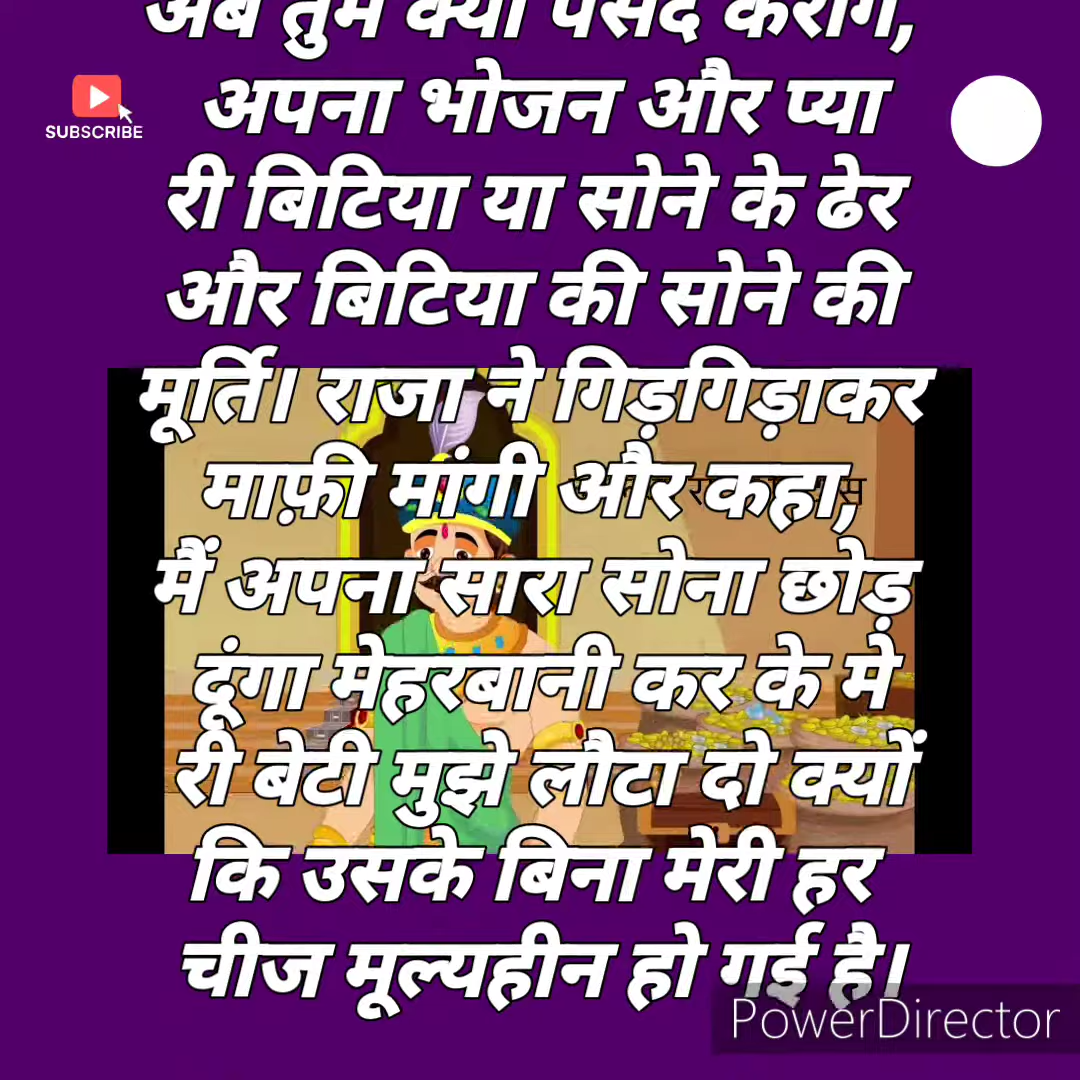 अब तुम क्या पसंद करोगे,
SUBSCRIBE
अपना भोजन और प्या
री बिटिया या सोने के ढेर
और बिटिया की सोने की
मूर्ति। राजा ने गिड़गिड़ाकर
माफ़ी मांगी और कहा,
मैं अपना सारा सोना छोड़
दूंगा मेहरबानी कर के मे
री बेटी मुझे लौटा दो क्यों
कि उसके बिना मेरी हर
चीज मूल्यहीन हो गई है।
PowerDirector